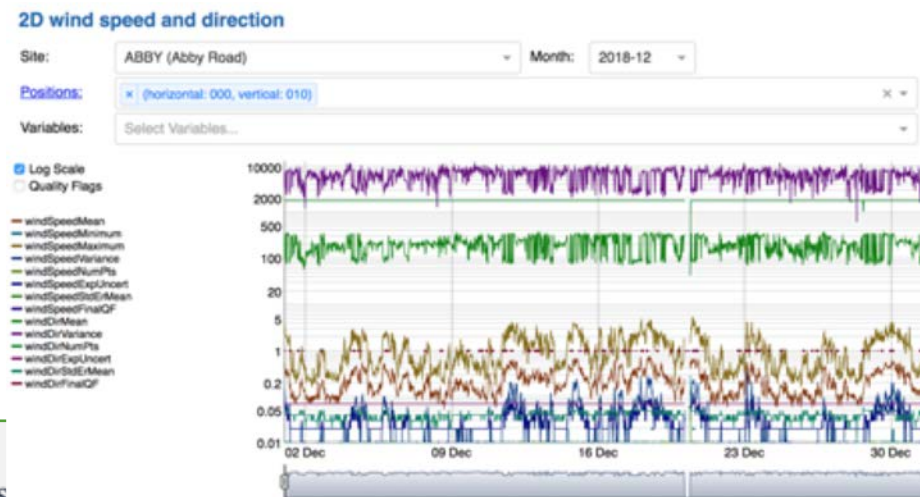 2D wind speed and direction
Site: ABBY (Abby Road) Month: 2018-12
Positions: × (horizontal: 000, vertical: 010) ×
Variables: Select Variables...
Log Scale
Quality Flags
windSpeedMean
windSpeedMinimum
windSpeedMaximum
windSpeedVariance
windSpeedNumPts
windSpeedExpUncert
windSpeedStdErMean
windSpeedFinalQF
windDirMean
windDirVariance
windDirNumPts
windDirExpUncert
windDirStdErMean
windDirFinalQF
10000
2000
500
100
20
5
1
0.2
0.05
0.01
02 Dec 09 Dec 16 Dec 23 Dec 30 Dec
s